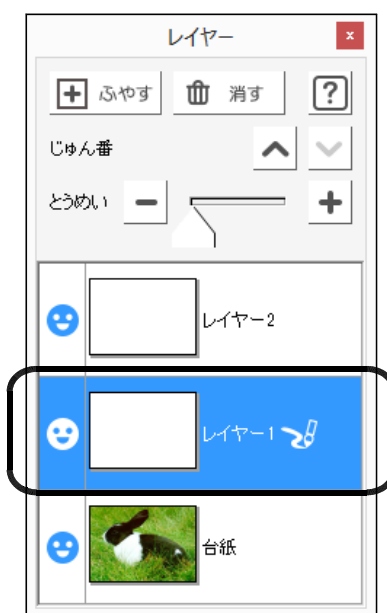 レイヤー
x
ふやす 消す ?
じゅん番
とうめい
レイヤー2
レイヤー1
台紙